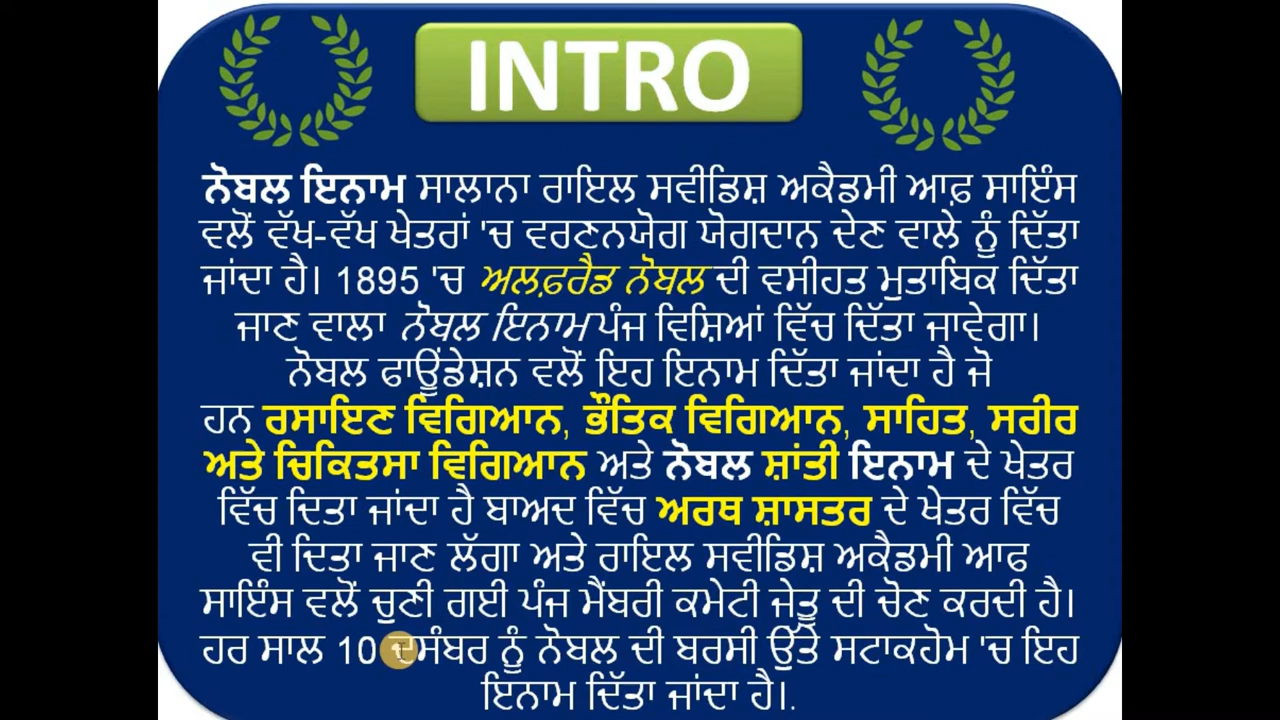 INTRO
ਨੋਬਲ ਇਨਾਮ ਸਾਲਾਨਾ ਰਾਇਲ ਸਵੀਡਿਸ਼ ਅਕੈਡਮੀ ਆਫ਼ ਸਾਇੰਸ
ਵਲੋਂ ਵੱਖ-ਵੱਖ ਖੇਤਰਾਂ 'ਚ ਵਰਣਨਯੋਗ ਯੋਗਦਾਨ ਦੇਣ ਵਾਲੇ ਨੂੰ ਦਿੱਤਾ
ਜਾਂਦਾ ਹੈ। 1895 'ਚ ਅਲਫ਼ਰੈਡ ਨੋਬਲ ਦੀ ਵਸੀਹਤ ਮੁਤਾਬਿਕ ਦਿੱਤਾ
ਜਾਣ ਵਾਲਾ ਨੋਬਲ ਇਨਾਮ ਪੰਜ ਵਿਸ਼ਿਆਂ ਵਿੱਚ ਦਿੱਤਾ ਜਾਵੇਗਾ।
ਨੋਬਲ ਫਾਊਂਡੇਸ਼ਨ ਵਲੋਂ ਇਹ ਇਨਾਮ ਦਿੱਤਾ ਜਾਂਦਾ ਹੈ ਜੋ
ਹਨ ਰਸਾਇਣ ਵਿਗਿਆਨ, ਭੌਤਿਕ ਵਿਗਿਆਨ, ਸਾਹਿਤ, ਸਰੀਰ
ਅਤੇ ਚਿਕਿਤਸਾ ਵਿਗਿਆਨ ਅਤੇ ਨੋਬਲ ਸ਼ਾਂਤੀ ਇਨਾਮ ਦੇ ਖੇਤਰ
ਵਿੱਚ ਦਿਤਾ ਜਾਂਦਾ ਹੈ ਬਾਅਦ ਵਿੱਚ ਅਰਥ ਸ਼ਾਸਤਰ ਦੇ ਖੇਤਰ ਵਿੱਚ
ਵੀ ਦਿਤਾ ਜਾਣ ਲੱਗਾ ਅਤੇ ਰਾਇਲ ਸਵੀਡਿਸ਼ ਅਕੈਡਮੀ ਆਫ
ਸਾਇੰਸ ਵਲੋਂ ਚੁਣੀ ਗਈ ਪੰਜ ਮੈਂਬਰੀ ਕਮੇਟੀ ਜੇਤੂ ਦੀ ਚੋਣ ਕਰਦੀ ਹੈ।
ਹਰ ਸਾਲ 10 ਦਸੰਬਰ ਨੂੰ ਨੋਬਲ ਦੀ ਬਰਸੀ ਉੱਤੇ ਸਟਾਕਹੋਮ 'ਚ ਇਹ
ਇਨਾਮ ਦਿੱਤਾ ਜਾਂਦਾ ਹੈ।.